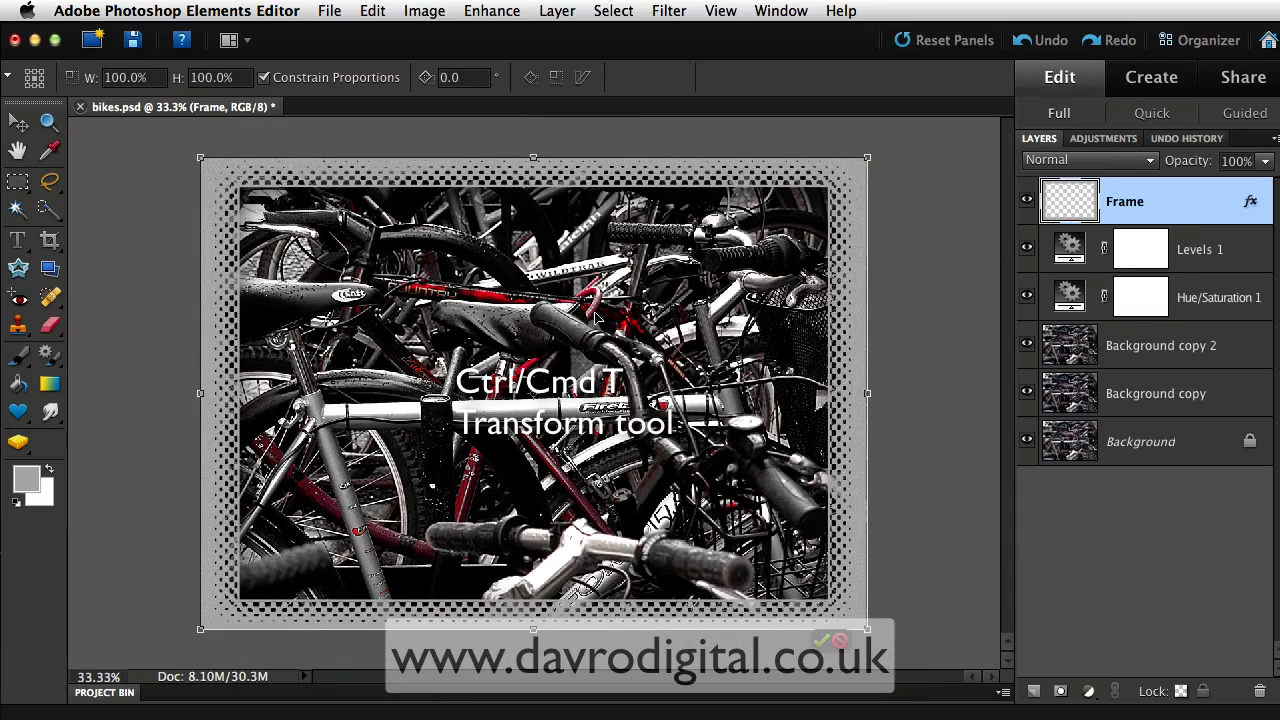 Adobe Photoshop Elements Editor File Edit Image Enhance Layer Select Filter View Window Help
? Reset Panels Undo Redo Organizer
W: 100.0% H: 100.0% Constrain Proportions 0.0 °
Edit Create Share
bikes.psd @ 33.3% (Frame, RGB/8) *
Full Quick Guided
LAYERS ADJUSTMENTS UNDO HISTORY
Normal Opacity: 100%
Frame fx
Levels 1
Hue/Saturation 1
Background copy 2
Background copy
Background
Ctrl/Cmd T
Transform tool
www.davrodigital.co.uk
33.33% Doc: 8.10M/30.3M
PROJECT BIN
Lock: